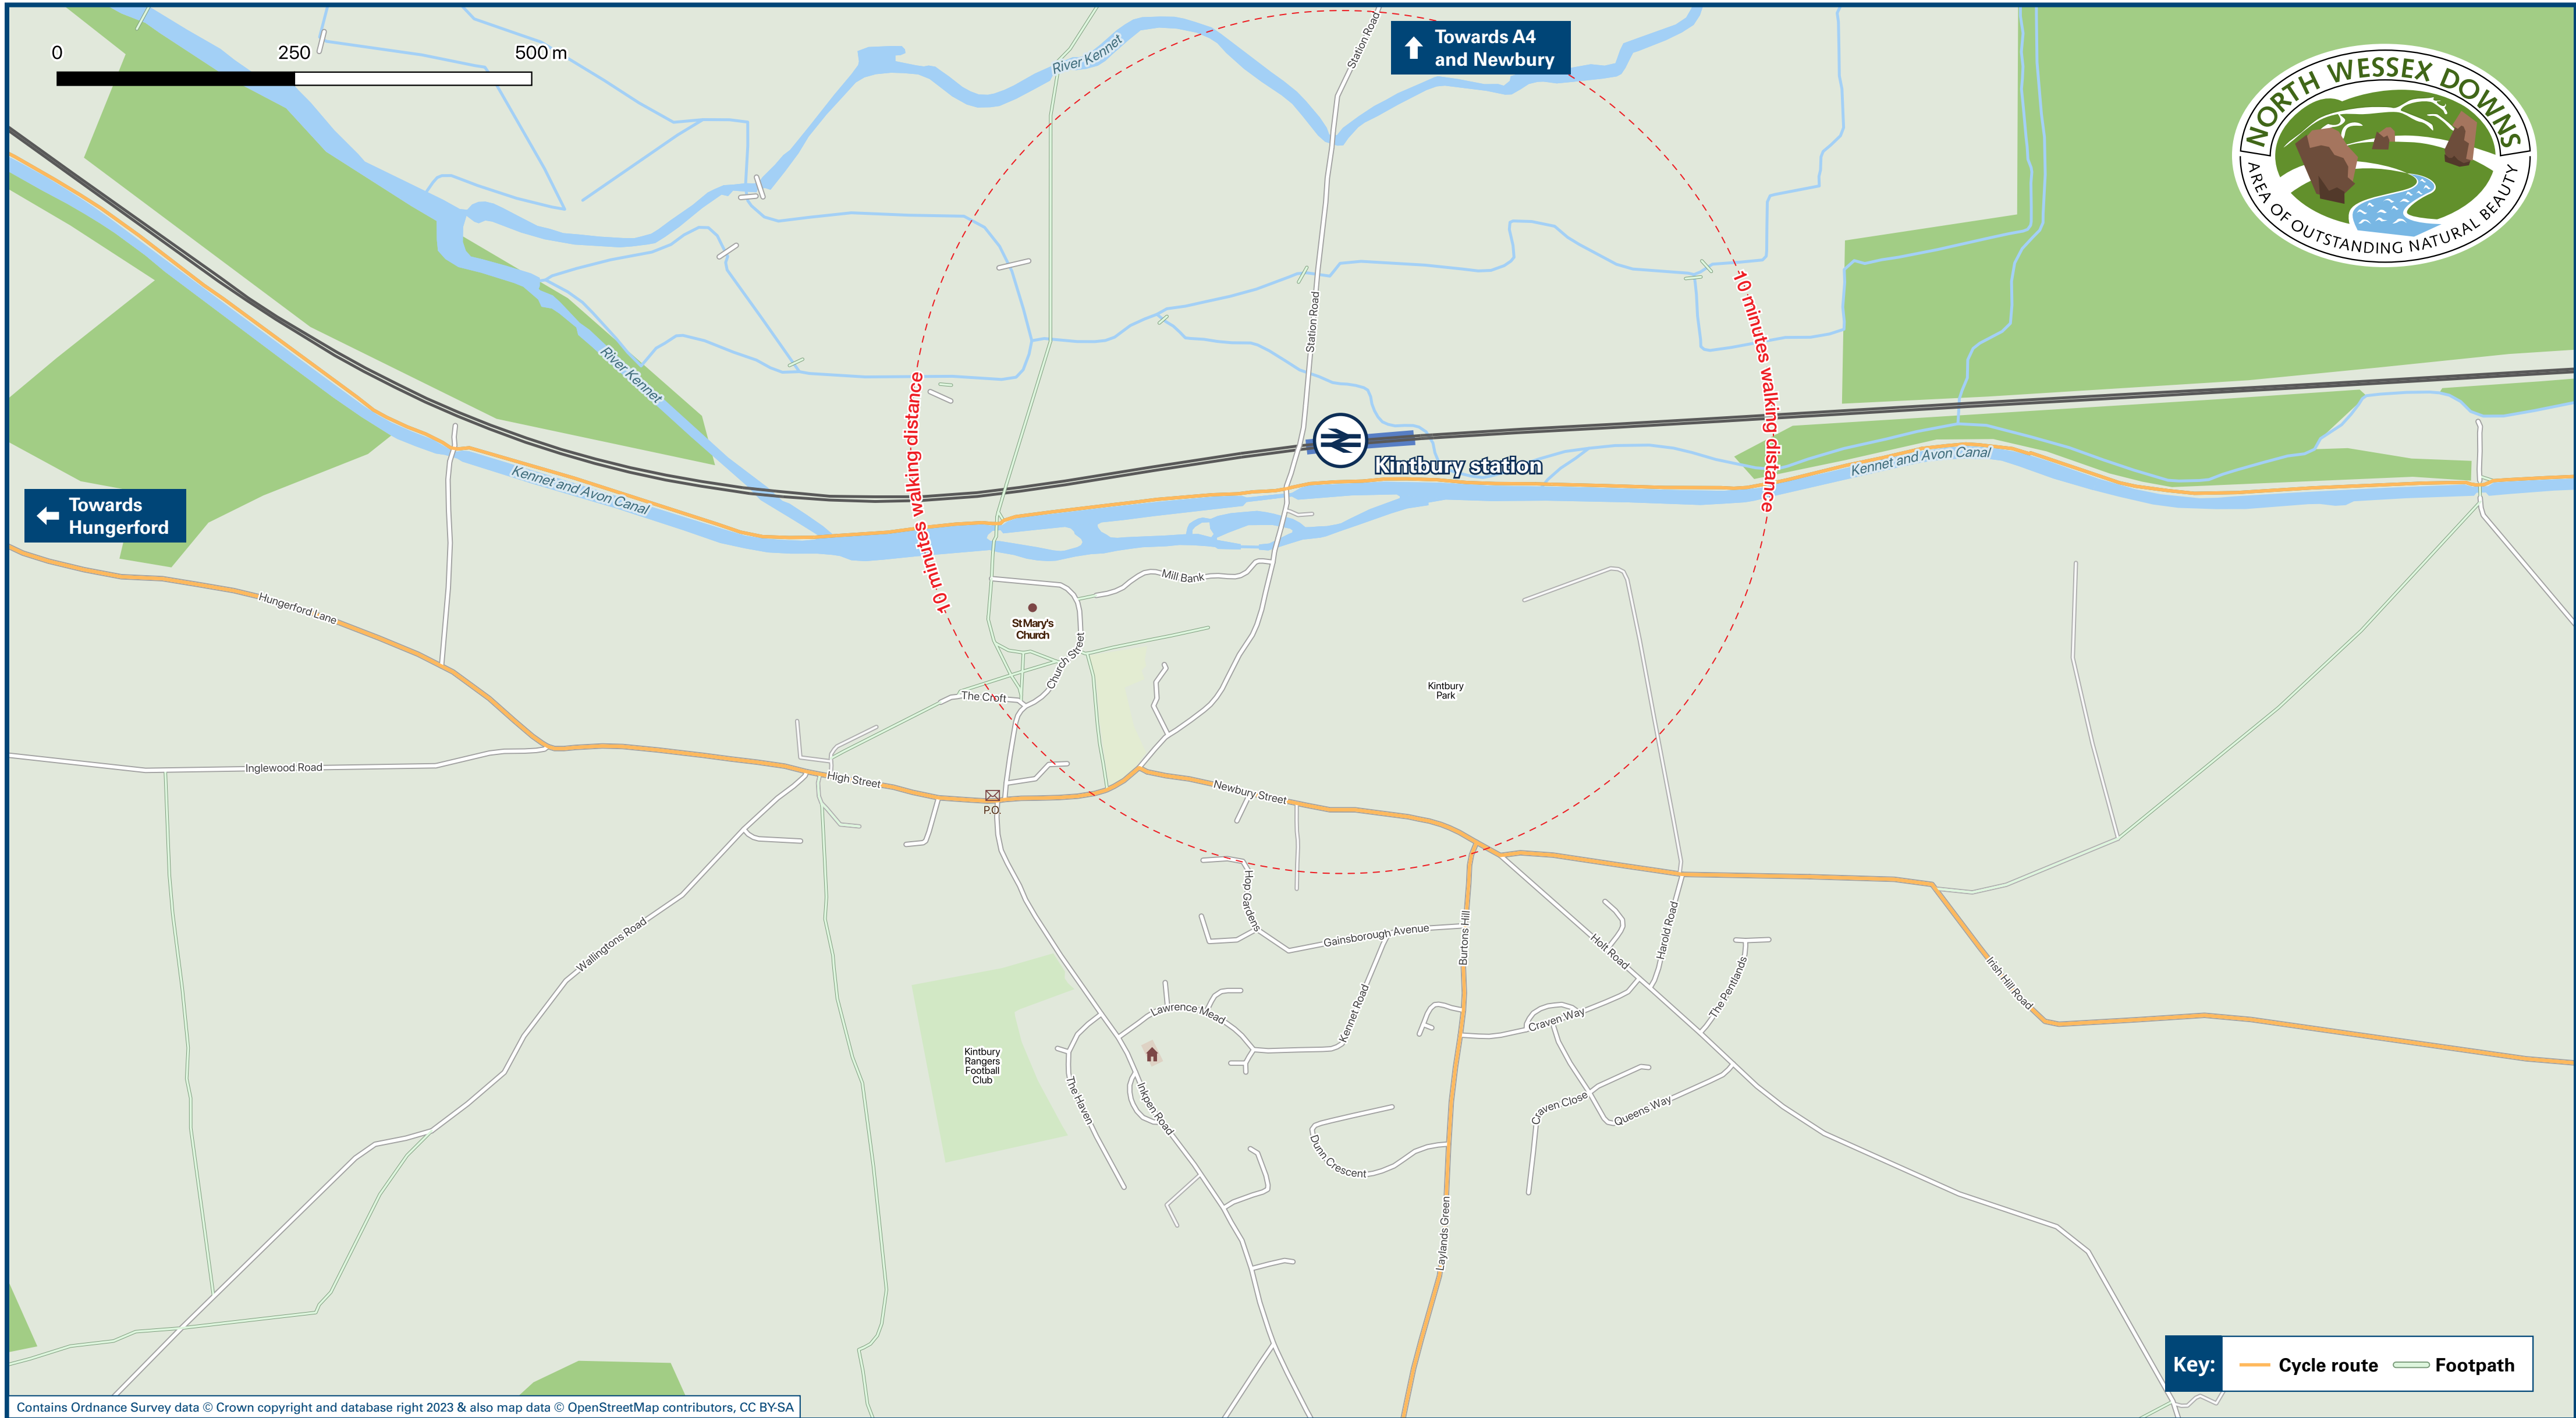 0 250 500 m
River Kennet
Station Road
Towards A4
and Newbury
NORTH WESSEX DOWNS
AREA OF OUTSTANDING NATURAL BEAUTY
Station Road
10 minutes walking distance
10 minutes walking distance
River Kennet
Kintbury station
Kennet and Avon Canal
Kennet and Avon Canal
Towards
Hungerford
Hungerford Lane
Mill Bank
St Mary's
Church
Church Street
The Croft
Kintbury
Park
Inglewood Road
High Street
P.O.
Newbury Street
Hop Gardens
Gainsborough Avenue
Burtons Hill
Holt Road
Harold Road
Wallingtons Road
The Pentlands
Irish Hill Road
Lawrence Mead
Kennet Road
Craven Way
Kintbury
Rangers
Football
Club
The Haven
Inkpen Road
Craven Close
Queens Way
Dunn Crescent
Laylands Green
Key: Cycle route Footpath
Contains Ordnance Survey data © Crown copyright and database right 2023 & also map data © OpenStreetMap contributors, CC BY-SA